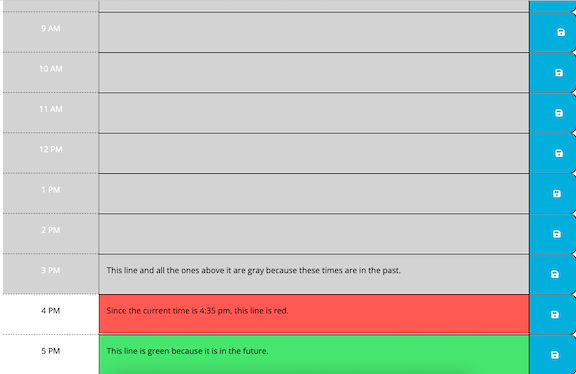 9 AM
10 AM
11 AM
12 PM
1 PM
2 PM
3 PM This line and all the ones above it are gray because these times are in the past.
4 PM Since the current time is 4:35 pm, this line is red.
5 PM This line is green because it is in the future.